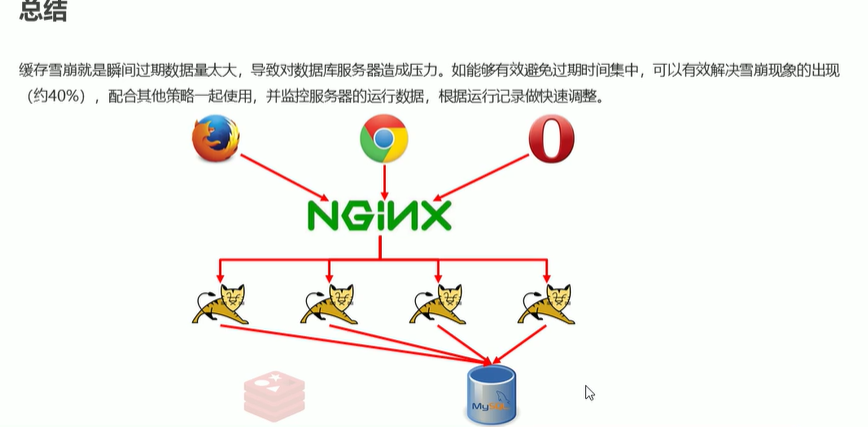 总结
缓存雪崩就是瞬间过期数据量太大，导致对数据库服务器造成压力。如能够有效避免过期时间集中，可以有效解决雪崩现象的出现
（约40%），配合其他策略一起使用，并监控服务器的运行数据，根据运行记录做快速调整。
NGINX
MySQL